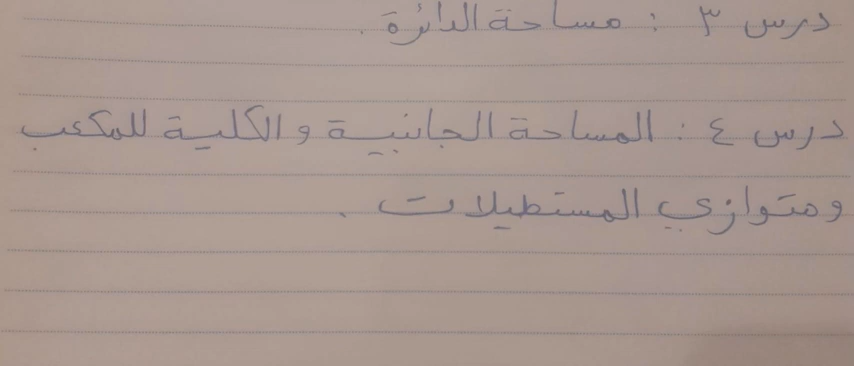 درس ٣ : مساحة الدائرة .
درس ٤ : المساحة الجانبية والكلية للمكعب
ومتوازي المستطيلات .